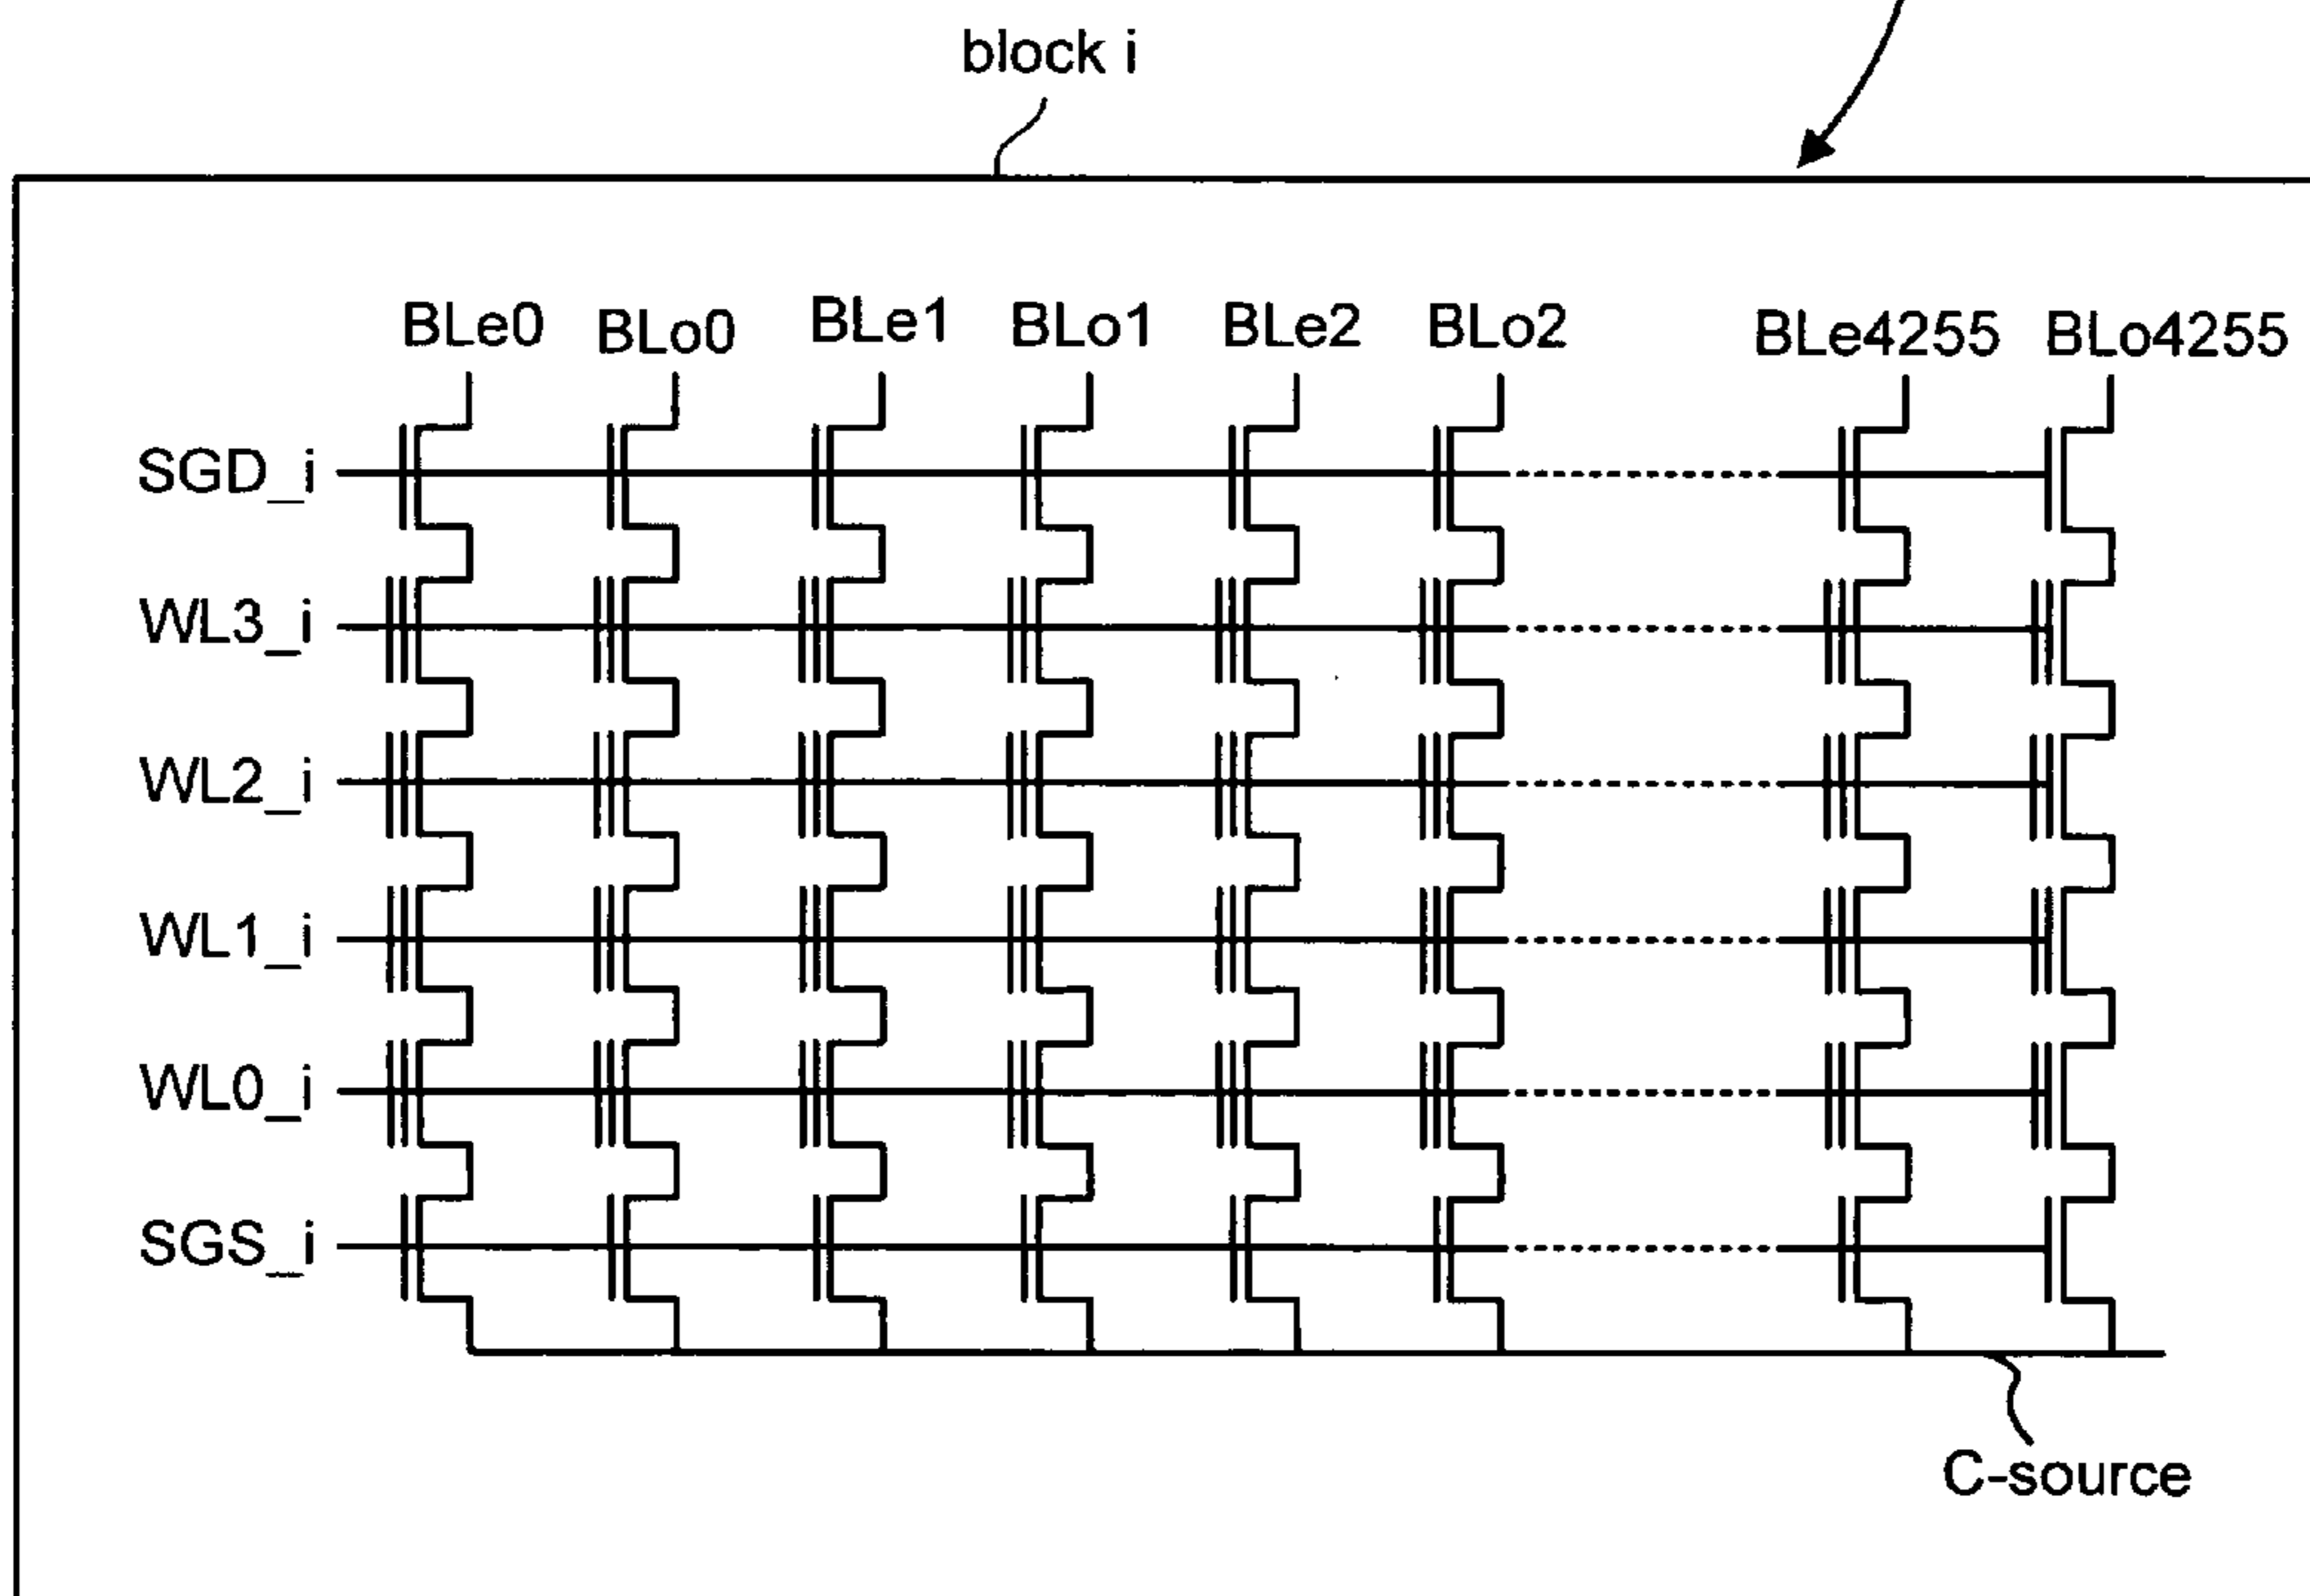 block i
BLe0 BLo0 BLe1 BLo1 BLe2 BLo2 BLe4255 BLo4255
SGD_i
WL3_i
WL2_i
WL1_i
WL0_i
SGS_i
C-source